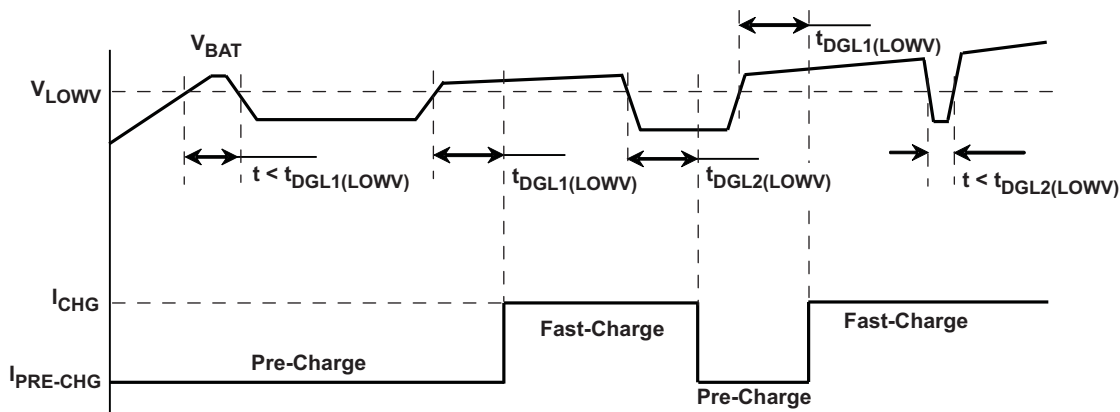 V_BAT
t_DGL1(LOWV)
V_LOWV
t < t_DGL1(LOWV)
t_DGL1(LOWV)
t_DGL2(LOWV)
t < t_DGL2(LOWV)
I_CHG
Fast-Charge
Fast-Charge
Pre-Charge
I_PRE-CHG
Pre-Charge